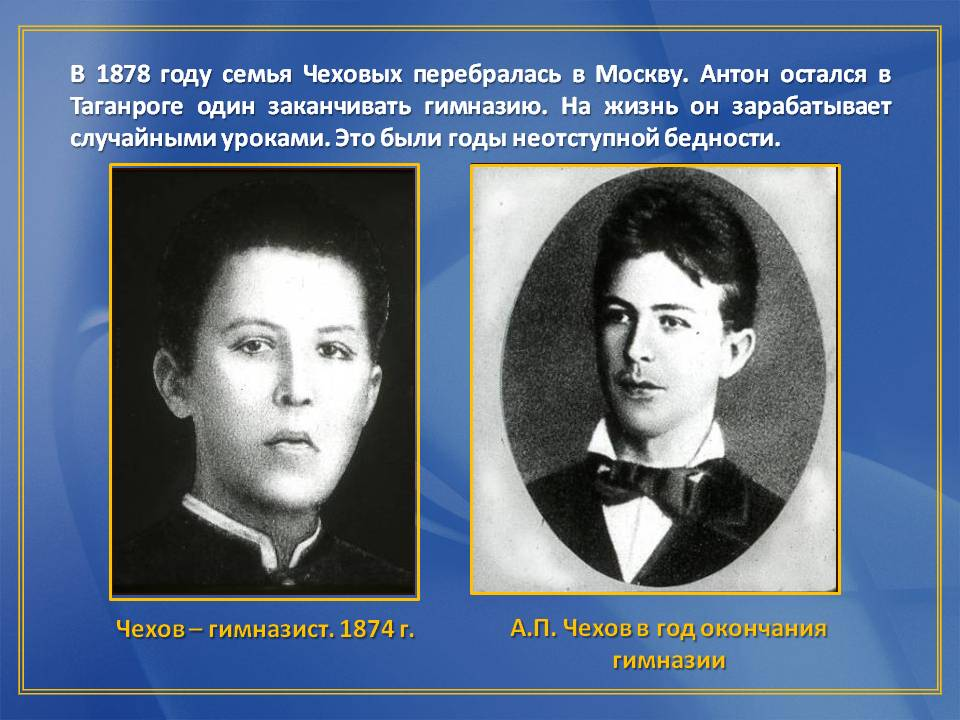 В 1878 году семья Чеховых перебралась в Москву. Антон остался в
Таганроге один заканчивать гимназию. На жизнь он зарабатывает
случайными уроками. Это были годы неотступной бедности.
Чехов – гимназист. 1874 г.
А.П. Чехов в год окончания
гимназии